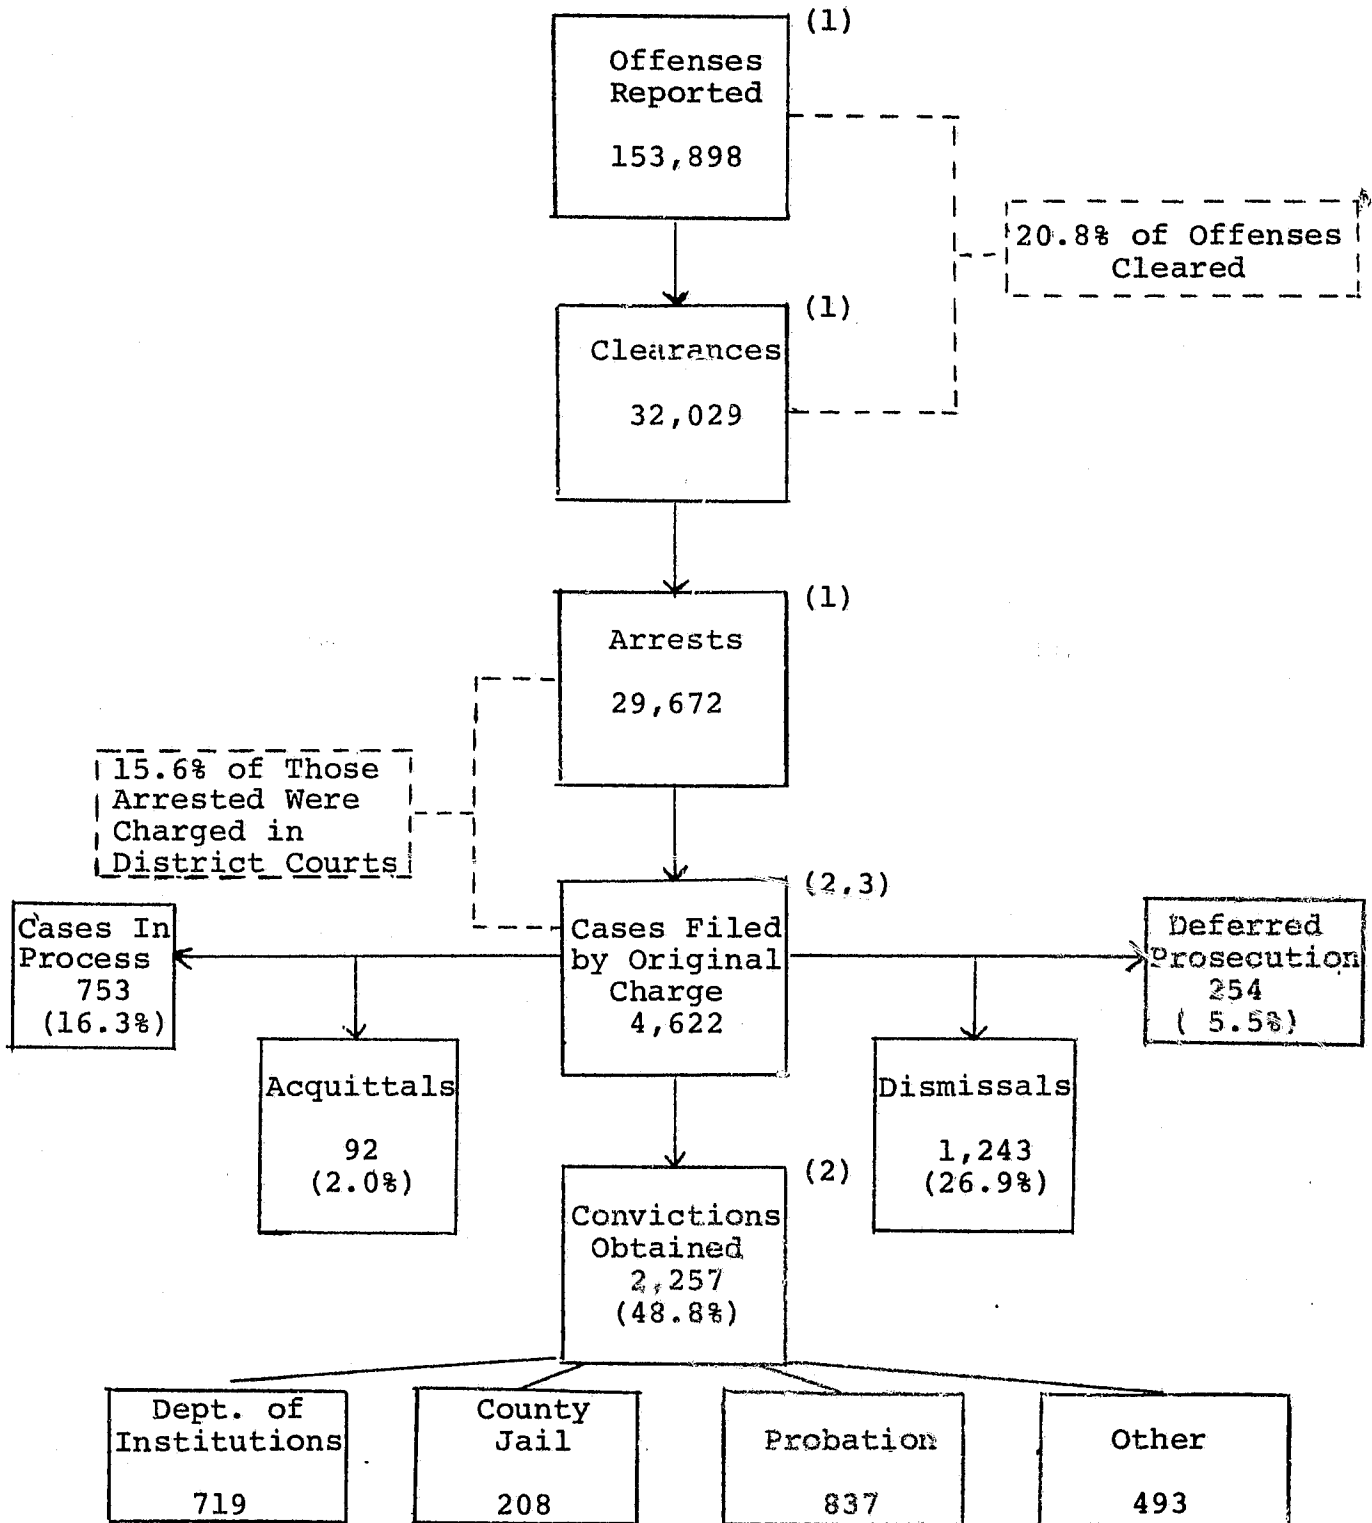 (1)
Offenses
Reported
153,898
20.8% of Offenses
Cleared
(1)
Clearances
32,029
(1)
Arrests
29,672
15.6% of Those
Arrested Were
Charged in
District Courts
(2,3)
Cases In
Process
753
(16.3%)
Cases Filed
by Original
Charge
4,622
Deferred
Prosecution
254
( 5.5%)
Acquittals
92
(2.0%)
Dismissals
1,243
(26.9%)
(2)
Convictions
Obtained
2,257
(48.8%)
Dept. of
Institutions
719
County
Jail
208
Probation
837
Other
493